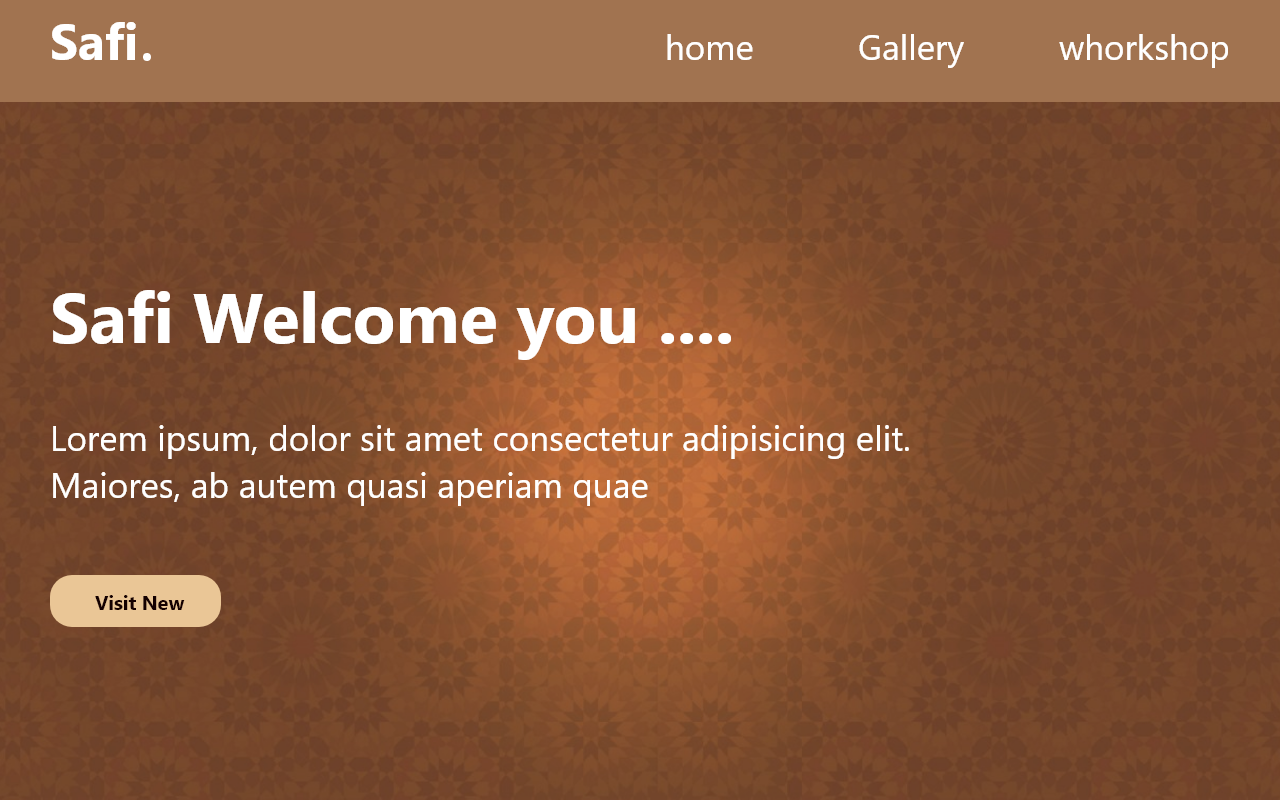 Safi.
home Gallery whorkshop
Safi Welcome you ....
Lorem ipsum, dolor sit amet consectetur adipisicing elit.
Maiores, ab autem quasi aperiam quae
Visit New